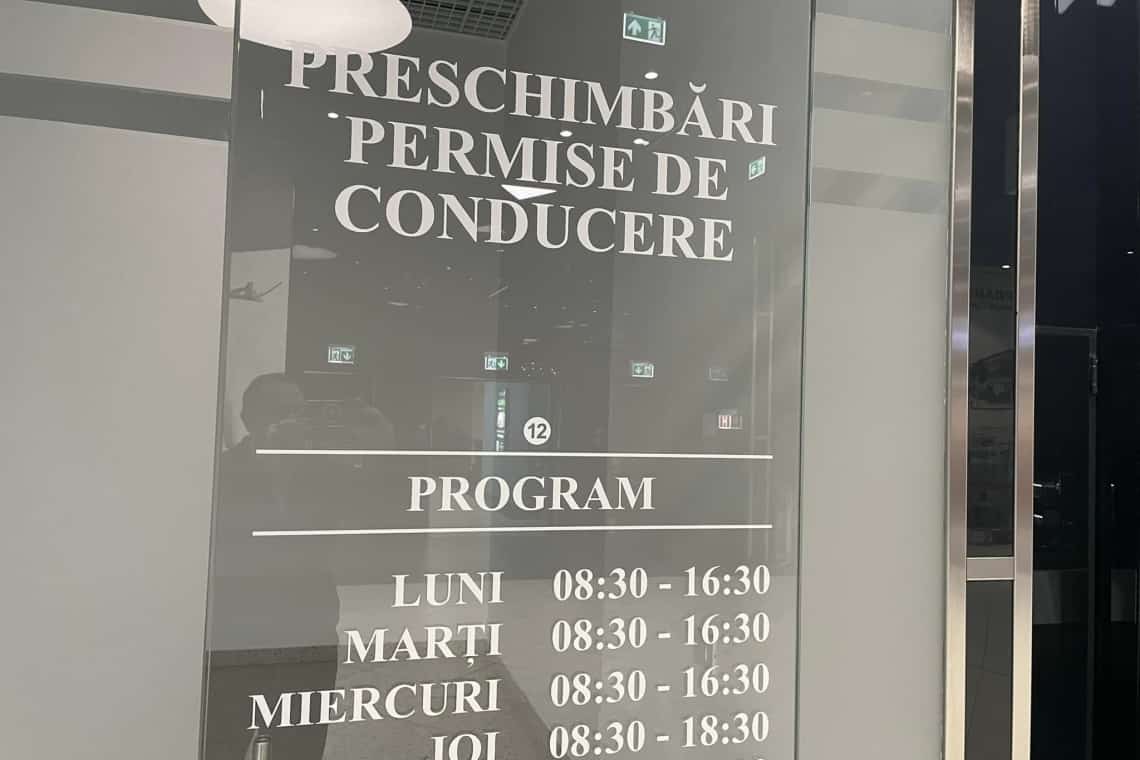 PRESCHIMBĂRI
PERMISE DE
CONDUCERE
12
PROGRAM
LUNI 08:30 - 16:30
MARȚI 08:30 - 16:30
MIERCURI 08:30 - 16:30
JOI 08:30 - 18:30